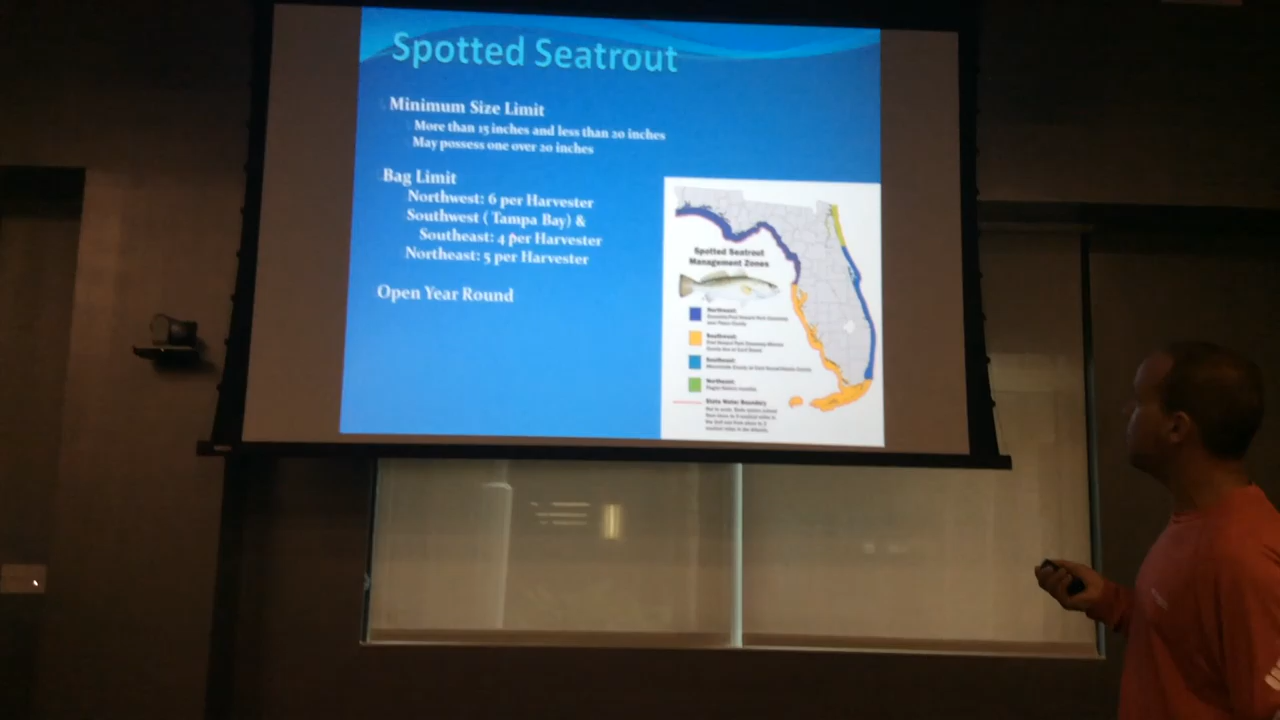 Spotted Seatrout
Minimum Size Limit
More than 15 inches and less than 20 inches
May possess one over 20 inches
Bag Limit
Northwest: 6 per Harvester
Southwest ( Tampa Bay) &
Southeast: 4 per Harvester
Northeast: 5 per Harvester
Open Year Round
Spotted Seatrout
Management Zones
Northwest:
Southwest:
Southeast:
Northeast:
State Water Boundary